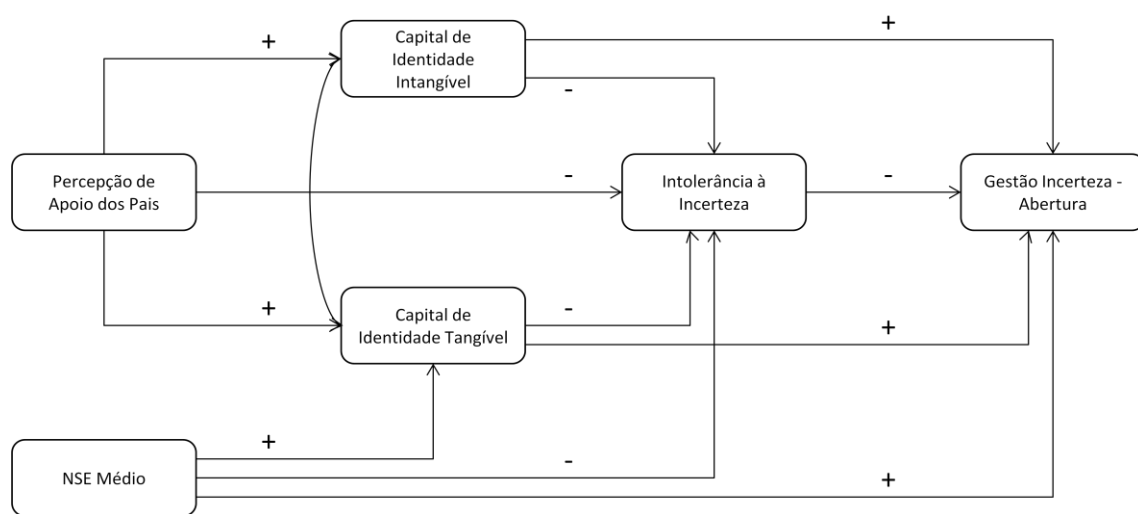 +
+
Capital de
Identidade
Intangível
-
Percepção de
Apoio dos Pais
-
Intolerância à
Incerteza
-
Gestão Incerteza -
Abertura
+
Capital de
Identidade Tangível
-
+
NSE Médio
+
-
+